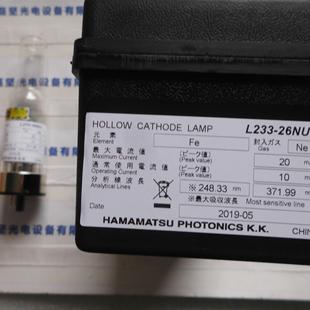 HOLLOW CATHODE LAMP L233-26NU
元素 Fe 封入ガス Gas Ne
最大電流値 Maximum Current (ピーク値) (Peak value) 20
通常使用電流値 Operating Current (ピーク値) (Peak value) 10
分析線波長 Analytical Lines ※248.33 nm 371.99
※最大吸収波長 Most sensitive line
2019-05
HAMAMATSU PHOTONICS K.K. CHIN